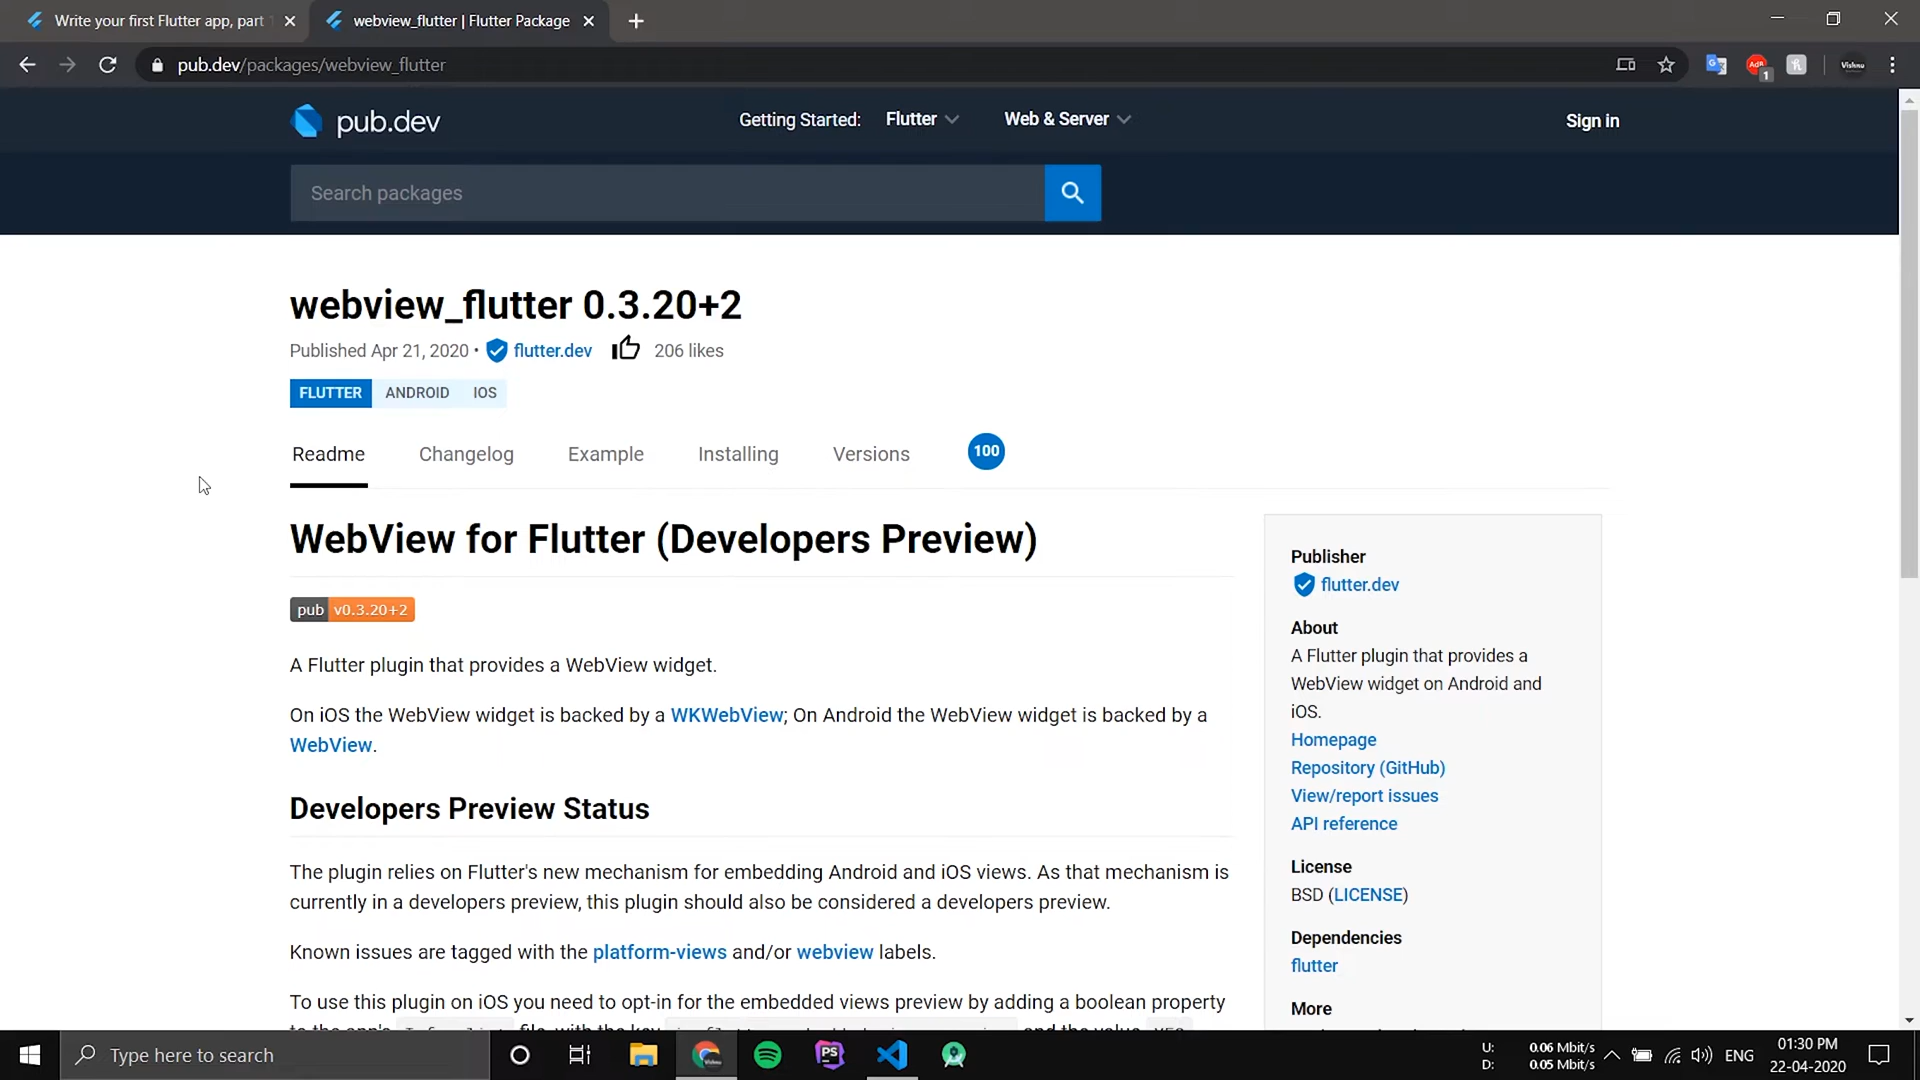 Write your first Flutter app, part
webview_flutter | Flutter Package
pub.dev/packages/webview_flutter
1
Vishnu
pub.dev
Getting Started:
Flutter
Web & Server
Sign in
Search packages
webview_flutter 0.3.20+2
Published Apr 21, 2020 • flutter.dev 206 likes
FLUTTER ANDROID IOS
Readme
Changelog
Example
Installing
Versions
100
WebView for Flutter (Developers Preview)
pub v0.3.20+2
A Flutter plugin that provides a WebView widget.
On iOS the WebView widget is backed by a WKWebView; On Android the WebView widget is backed by a
WebView.
Developers Preview Status
The plugin relies on Flutter's new mechanism for embedding Android and iOS views. As that mechanism is
currently in a developers preview, this plugin should also be considered a developers preview.
Known issues are tagged with the platform-views and/or webview labels.
To use this plugin on iOS you need to opt-in for the embedded views preview by adding a boolean property
Publisher
flutter.dev
About
A Flutter plugin that provides a
WebView widget on Android and
iOS.
Homepage
Repository (GitHub)
View/report issues
API reference
License
BSD (LICENSE)
Dependencies
flutter
More
Type here to search
PS
U: 0.06 Mbit/s
D: 0.05 Mbit/s
ENG
01:30 PM
22-04-2020